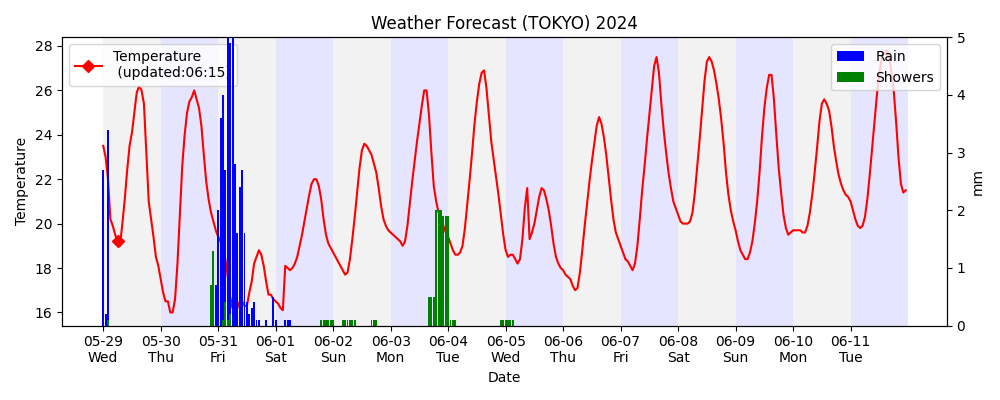 Weather Forecast (TOKYO) 2024
Temperature
(updated:06:15)
Rain
Showers
Temperature
28
26
24
22
20
18
16
5
4
3
2
1
0
mm
05-29 05-30 05-31 06-01 06-02 06-03 06-04 06-05 06-06 06-07 06-08 06-09 06-10 06-11
Wed Thu Fri Sat Sun Mon Tue Wed Thu Fri Sat Sun Mon Tue
Date